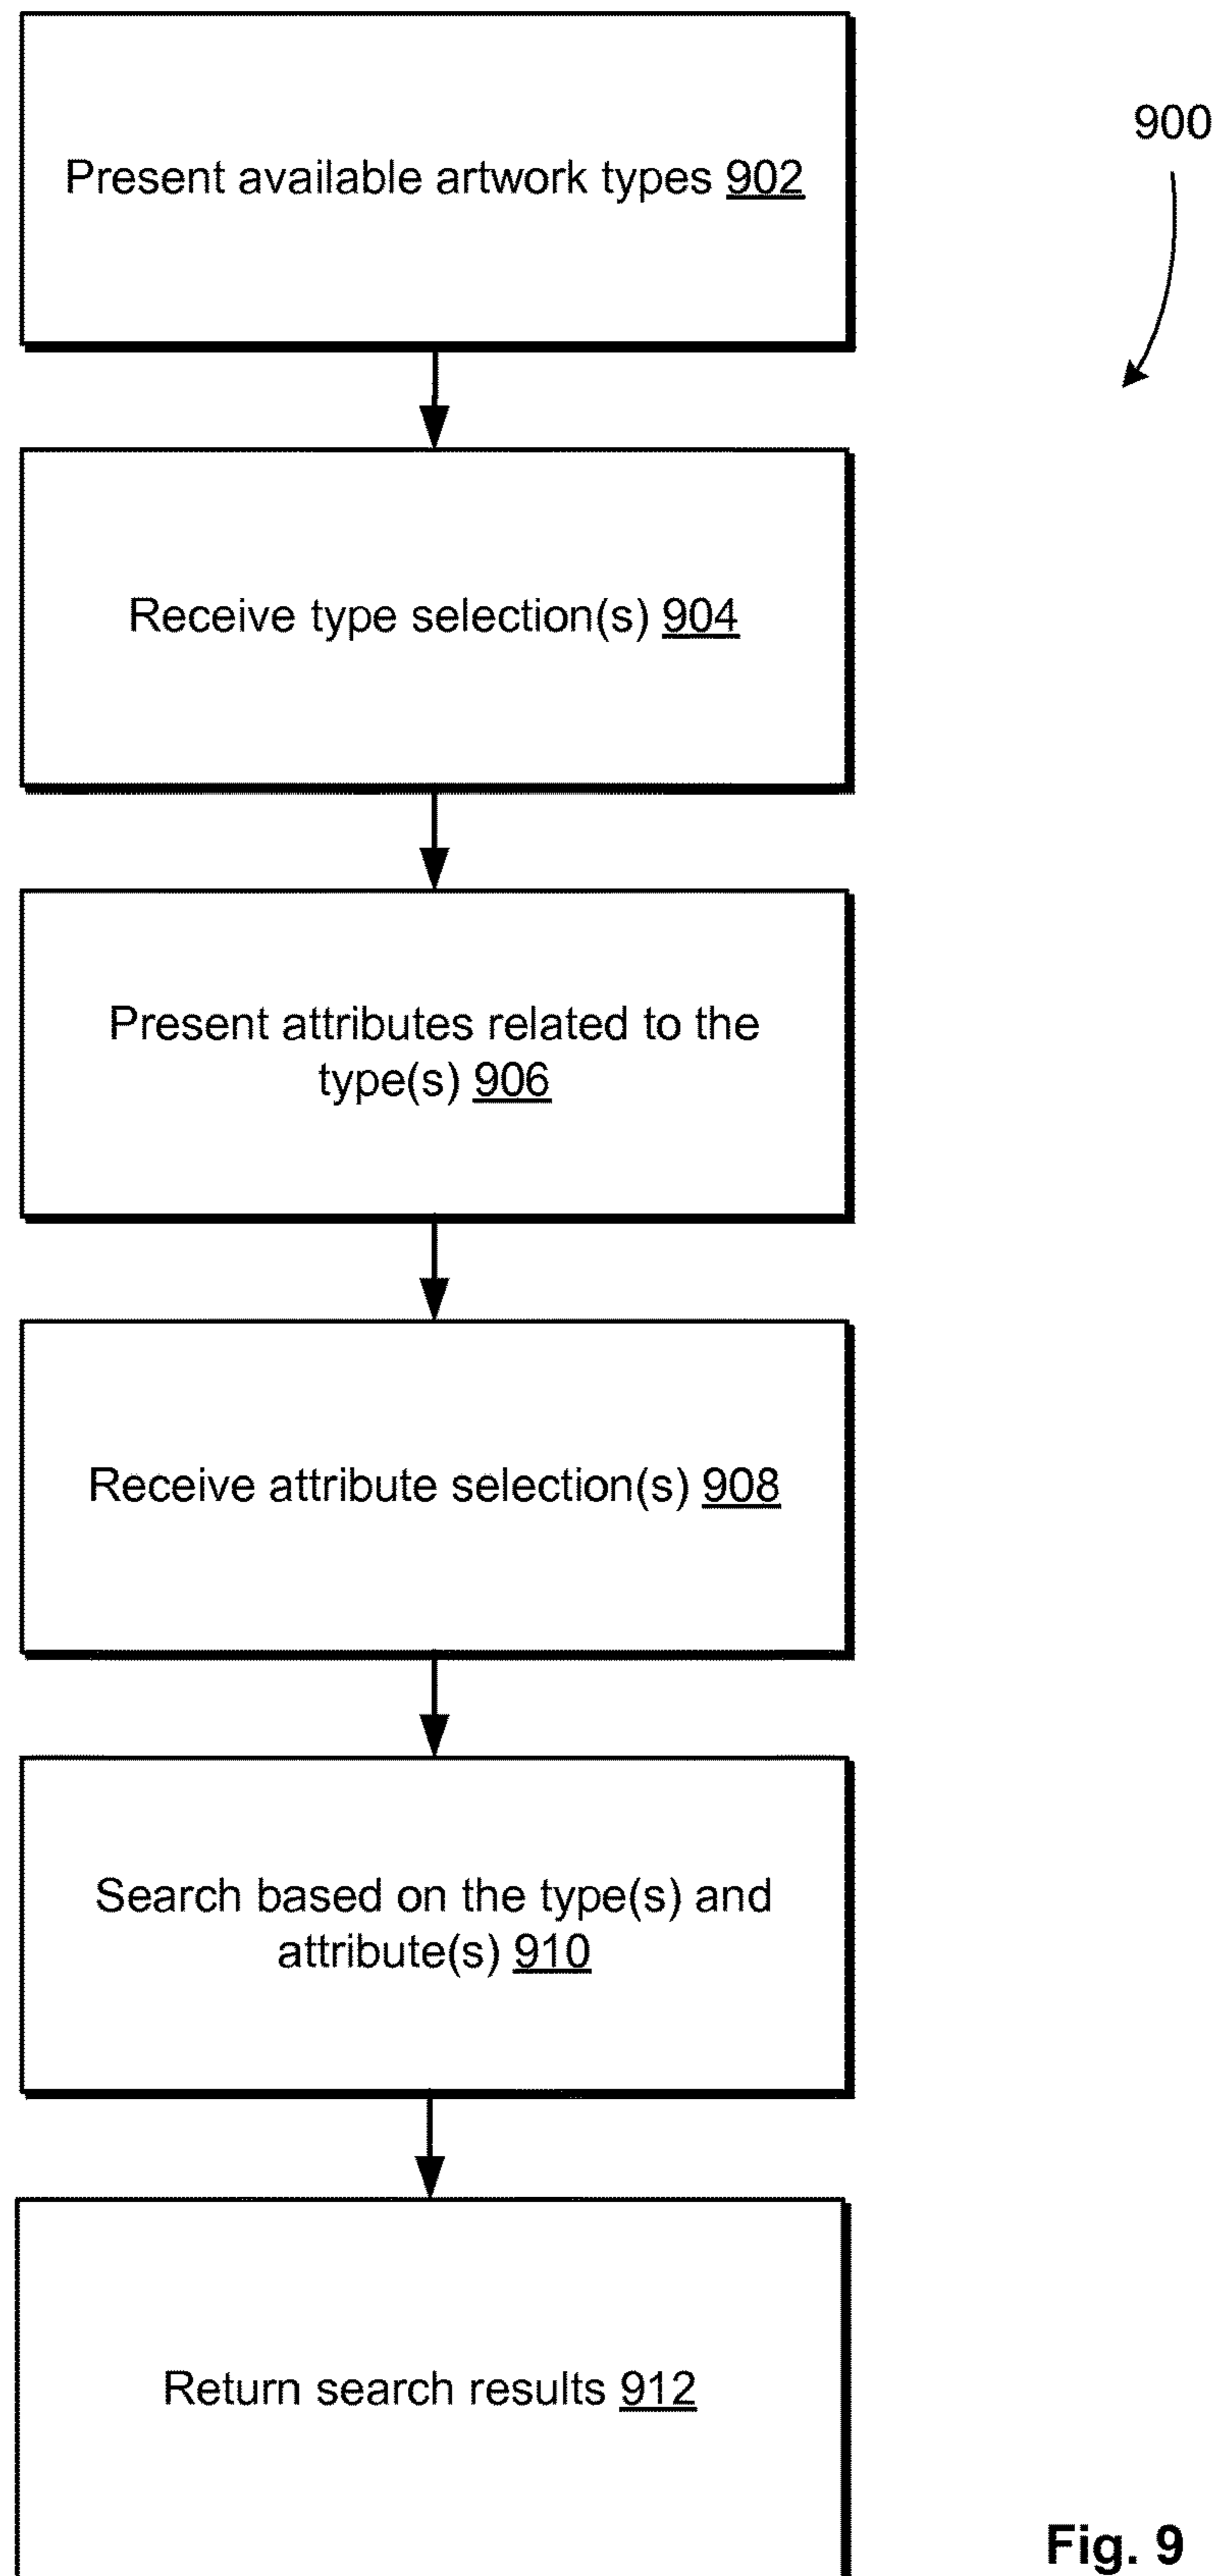 Present available artwork types 902
900
Receive type selection(s) 904
Present attributes related to the
type(s) 906
Receive attribute selection(s) 908
Search based on the type(s) and
attribute(s) 910
Return search results 912
Fig. 9